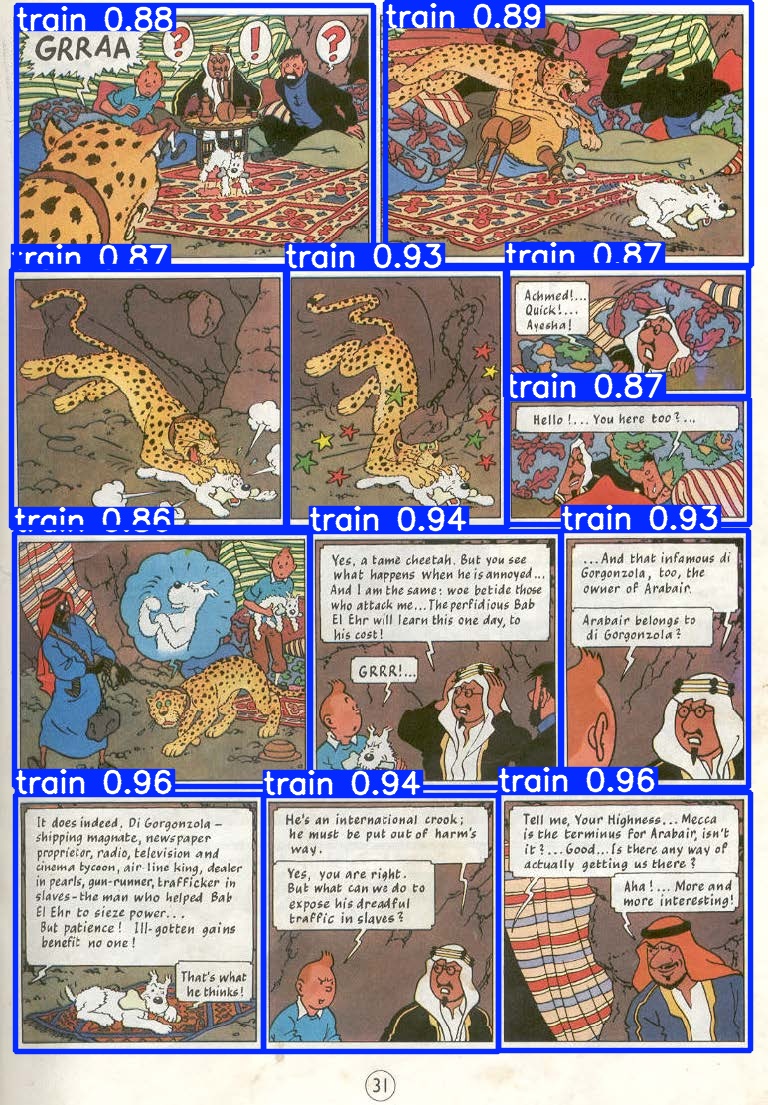 train 0.88
GRRAA
?
!
?
train 0.89
train 0.87
train 0.93
train 0.87
Achmed!...
Quick!...
Ayesha!
train 0.87
Hello!... You here too?...
train 0.86
train 0.94
Yes, a tame cheetah. But you see
what happens when he is annoyed...
And I am the same: woe betide those
who attack me... The perfidious Bab
El Ehr will learn this one day, to
his cost!
GRRR!...
train 0.93
...And that infamous di
Gorgonzola, too, the
owner of Arabair.
Arabair belongs to
di Gorgonzola?
train 0.96
It does indeed. Di Gorgonzola –
shipping magnate, newspaper
proprietor, radio, television and
cinema tycoon, air-line king, dealer
in pearls, gun-runner, trafficker in
slaves - the man who helped Bab
El Ehr to sieze power...
But patience! Ill-gotten gains
benefit no one!
That's what
he thinks!
train 0.94
He's an international crook;
he must be put out of harm's
way.
Yes, you are right.
But what can we do to
expose his dreadful
traffic in slaves?
train 0.96
Tell me, Your Highness... Mecca
is the terminus for Arabair, isn't
it?... Good... Is there any way of
actually getting us there?
Aha!... More and
more interesting!
31